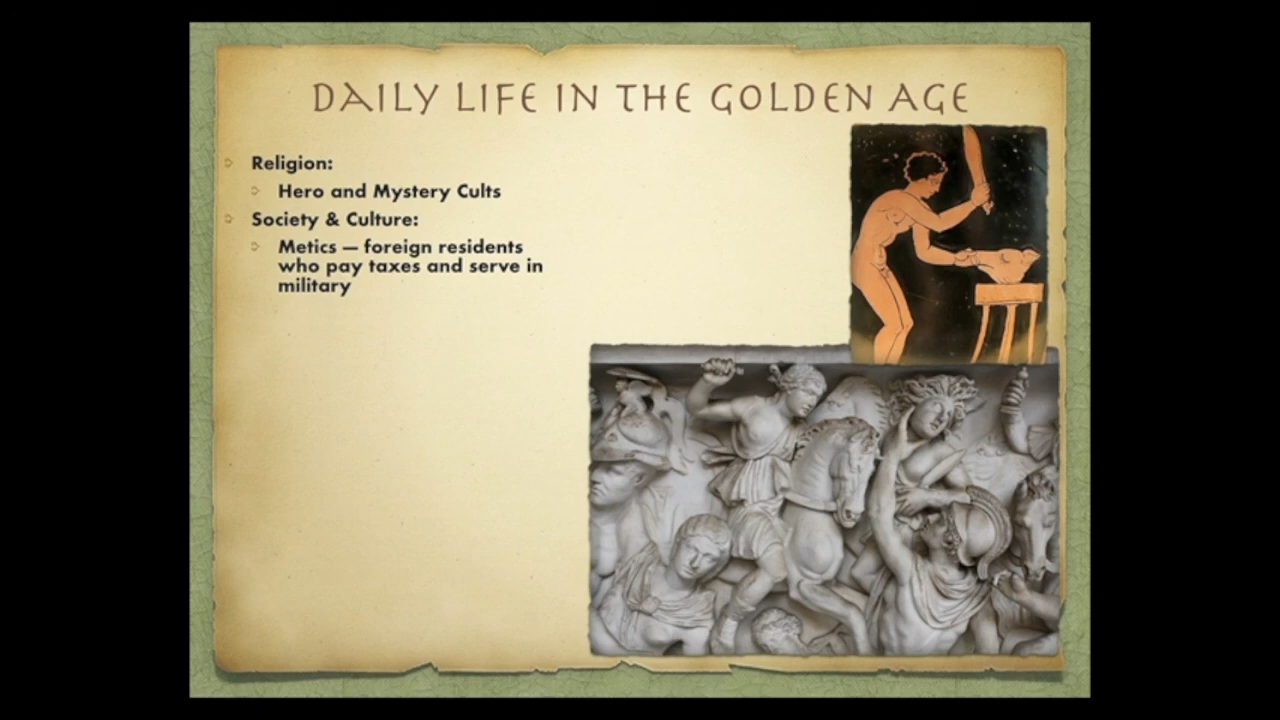 DAILY LIFE IN THE GOLDEN AGE
Religion:
Hero and Mystery Cults
Society & Culture:
Metics — foreign residents
who pay taxes and serve in
military